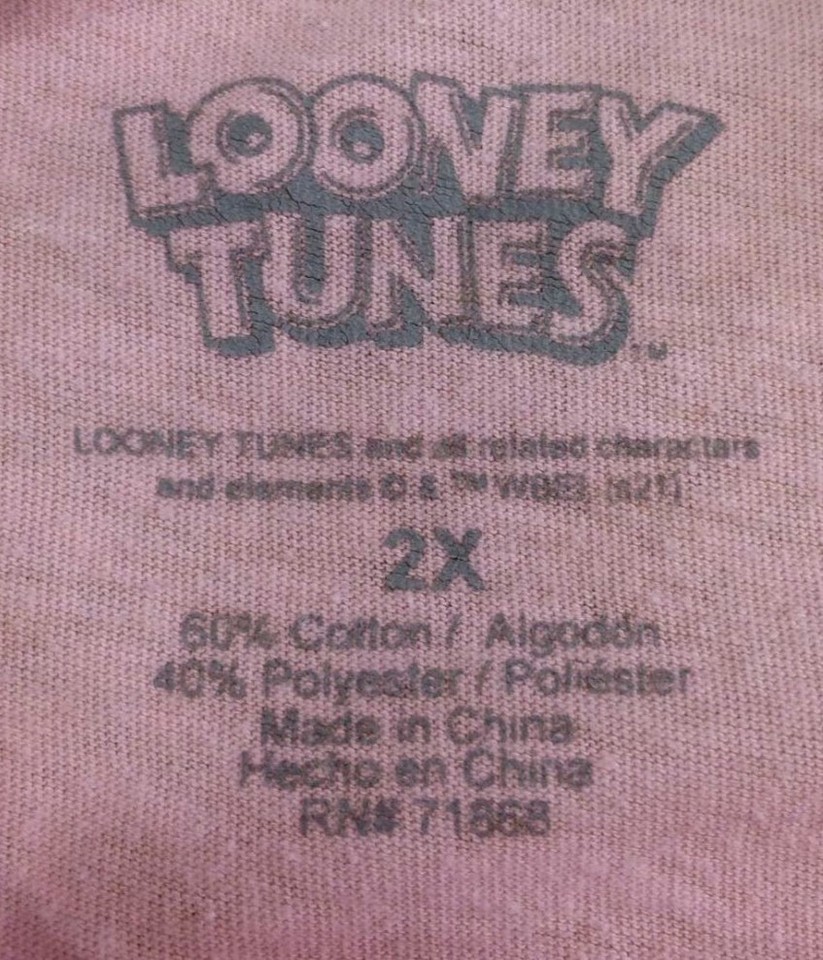 LOONEY
TUNES
™
LOONEY TUNES and all related characters
and elements © & ™ WBEI. (s21)
2X
60% Cotton / Algodón
40% Polyester / Poliéster
Made in China
Hecho en China
RN# 71868